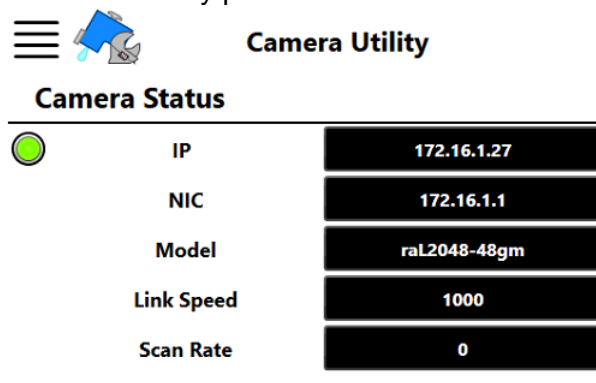 Camera Utility
Camera Status
IP 172.16.1.27
NIC 172.16.1.1
Model raL2048-48gm
Link Speed 1000
Scan Rate 0